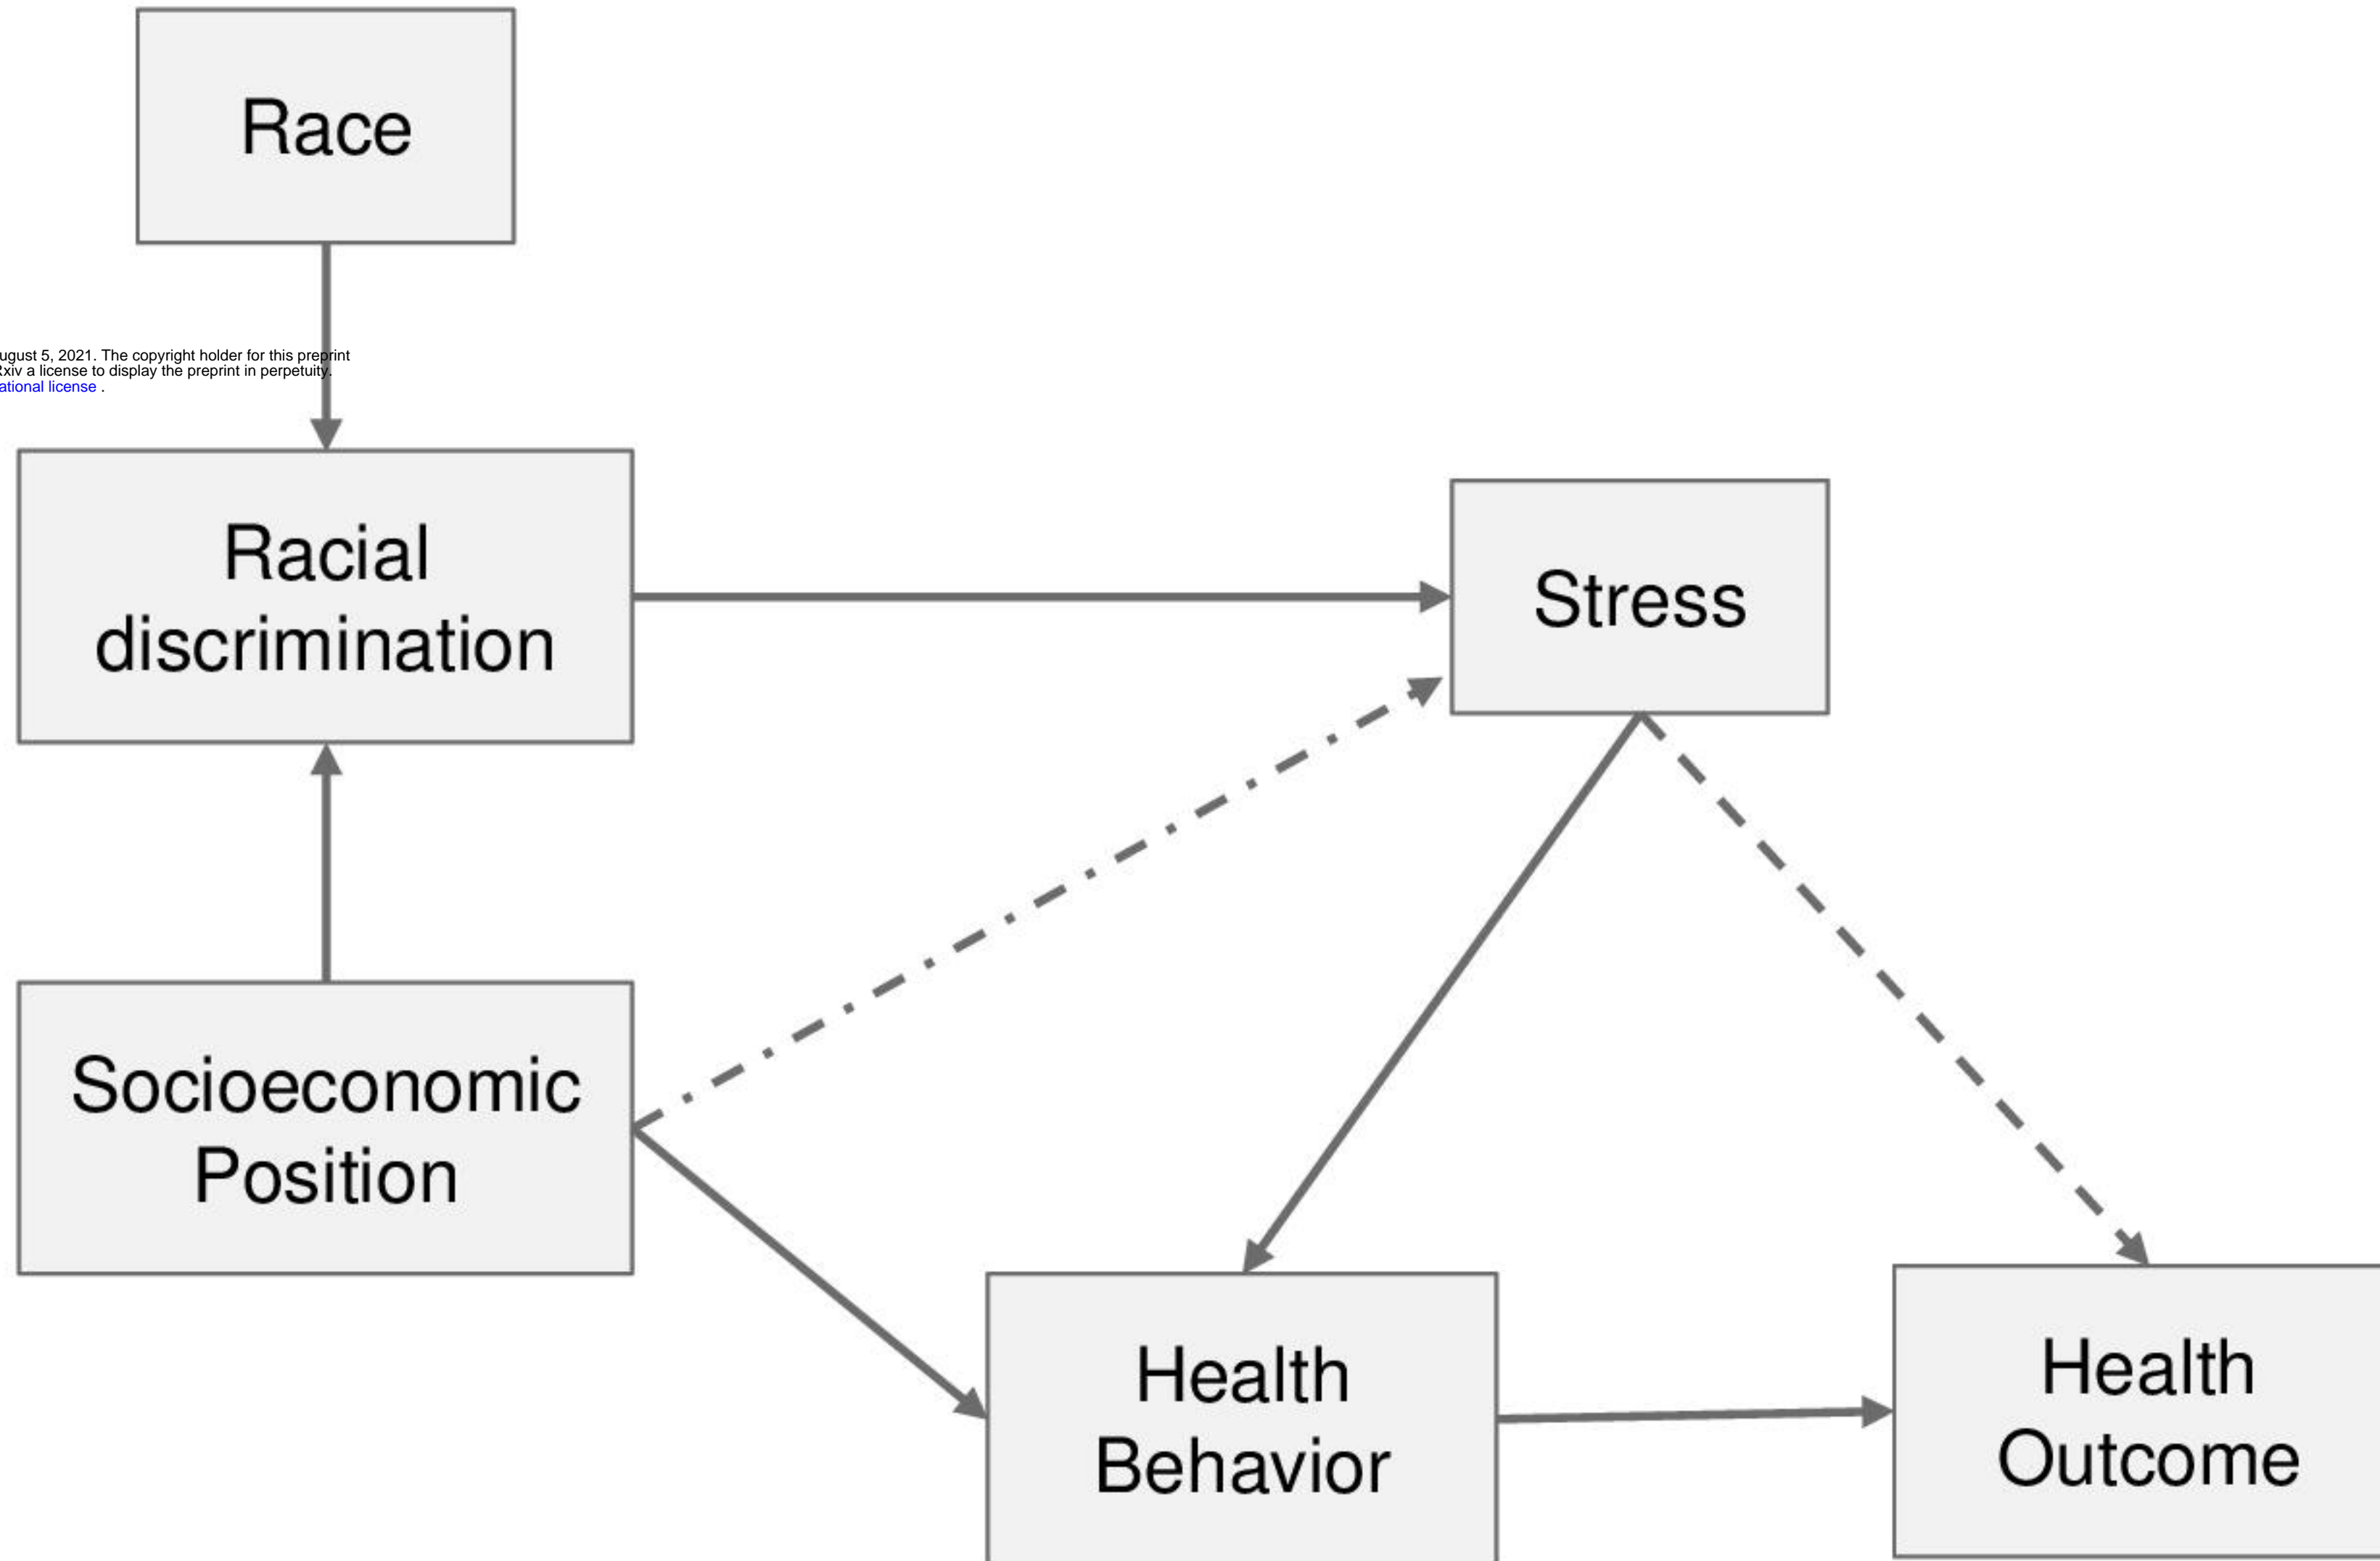 Race
ugust 5, 2021. The copyright holder for this preprint
Rxiv a license to display the preprint in perpetuity.
ational license .
Racial
discrimination
Stress
Socioeconomic
Position
Health
Behavior
Health
Outcome